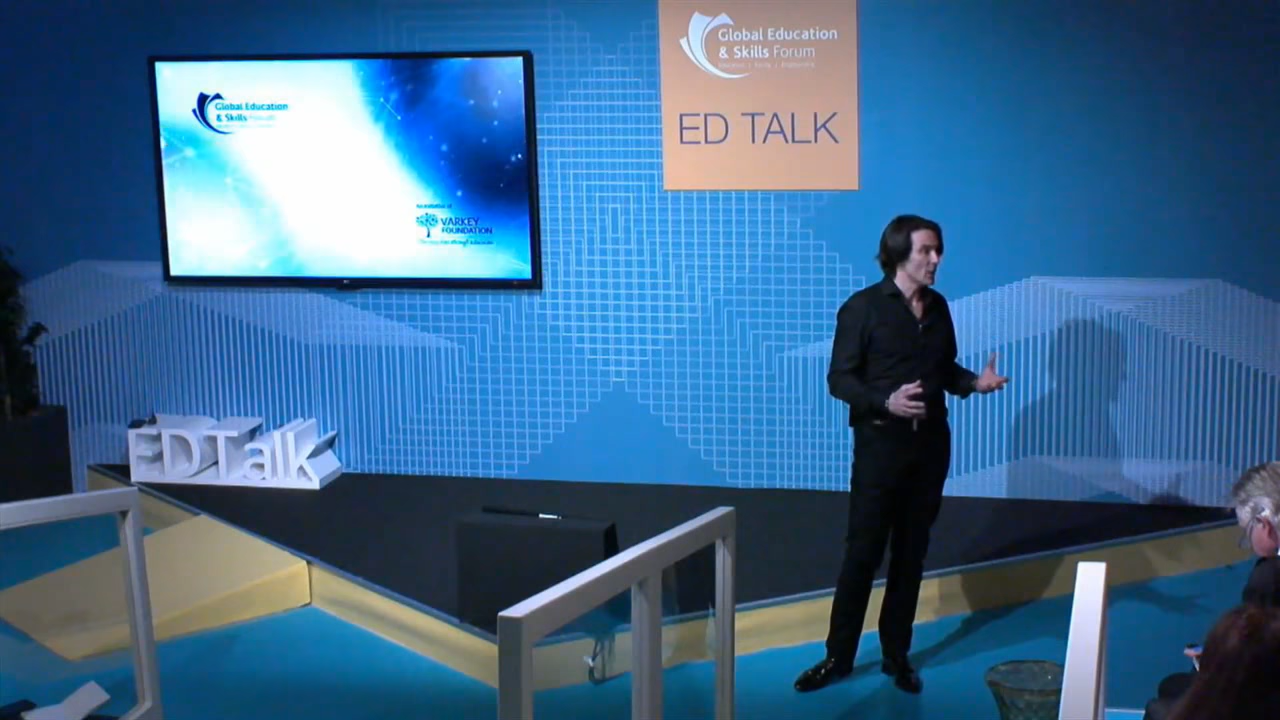 Global Education
& Skills Forum
ED TALK
Global Education
& Skills Forum
VARKEY
FOUNDATION
EDTalk